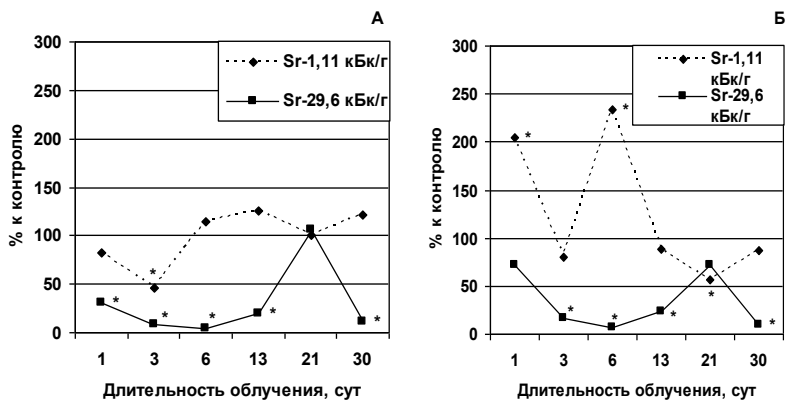 А
300
250
200
150
100
50
0
% к контролю
Sr-1,11 кБк/г
Sr-29,6 кБк/г
*
*
*
*
*
*
1 3 6 13 21 30
Длительность облучения, сут
Б
300
250
200
150
100
50
0
% к контролю
Sr-1,11
кБк/г
Sr-29,6
кБк/г
*
*
*
*
*
*
*
1 3 6 13 21 30
Длительность облучения, сут